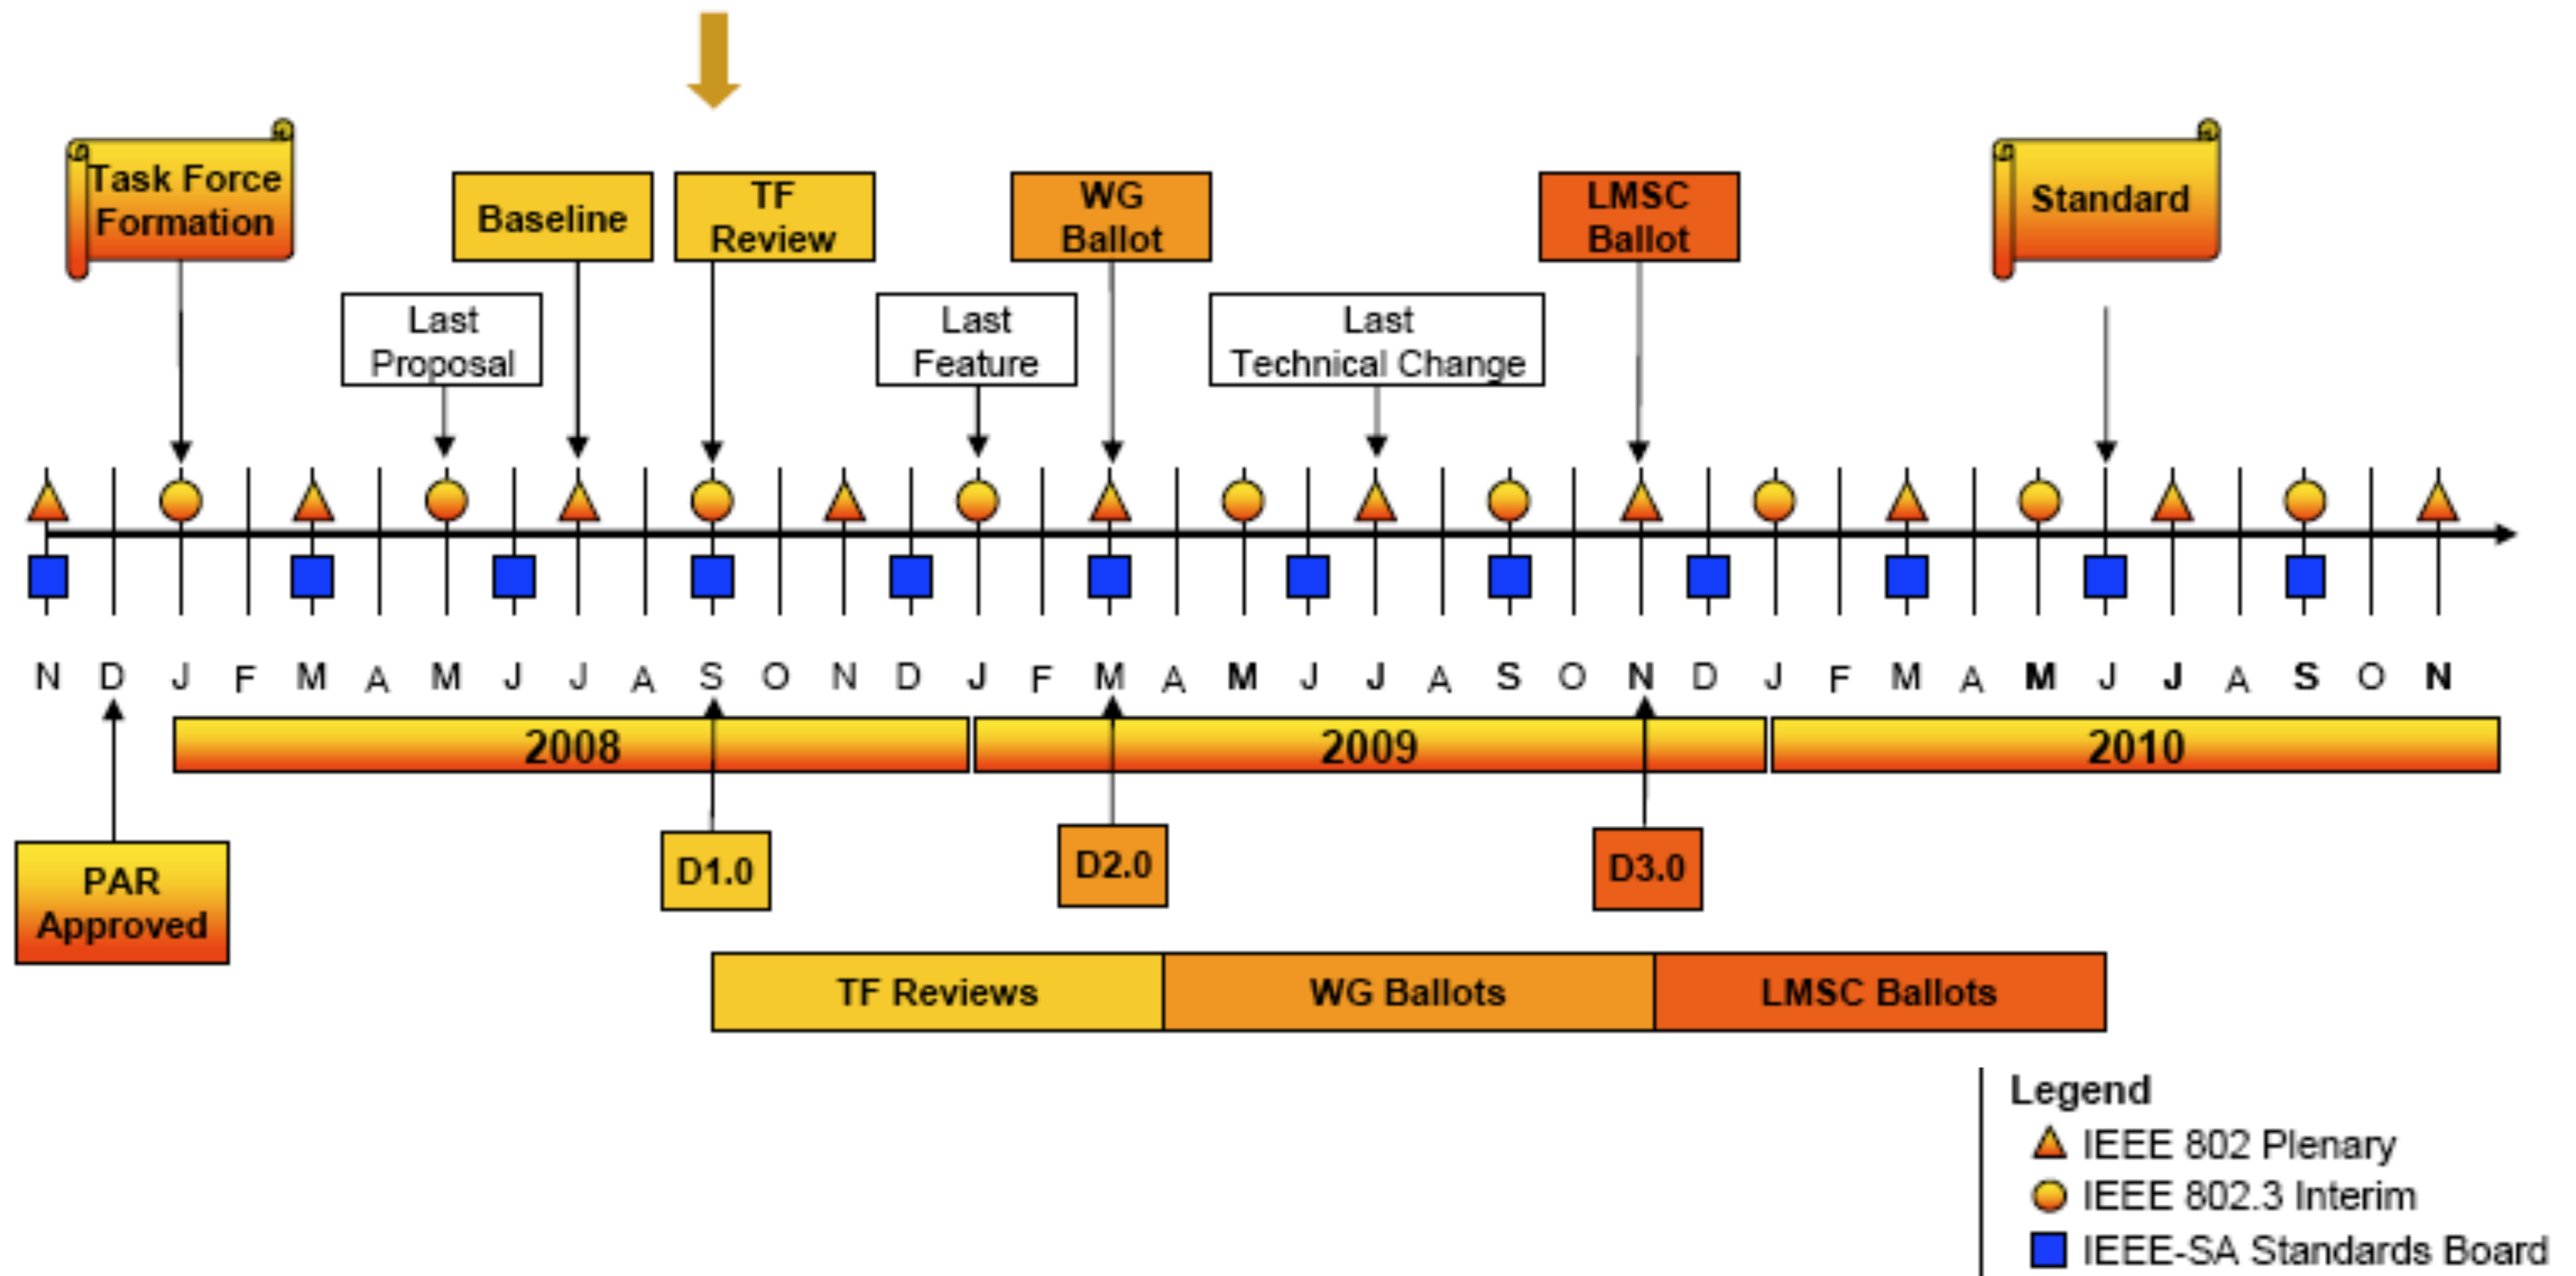 Task Force
Formation
Baseline
TF
Review
WG
Ballot
LMSC
Ballot
Standard
Last
Proposal
Last
Feature
Last
Technical Change
N D J F M A M J J A S O N D J F M A M J J A S O N D J F M A M J J A S O N
2008 2009 2010
PAR
Approved
D1.0
D2.0
D3.0
TF Reviews WG Ballots LMSC Ballots
Legend
IEEE 802 Plenary
IEEE 802.3 Interim
IEEE-SA Standards Board